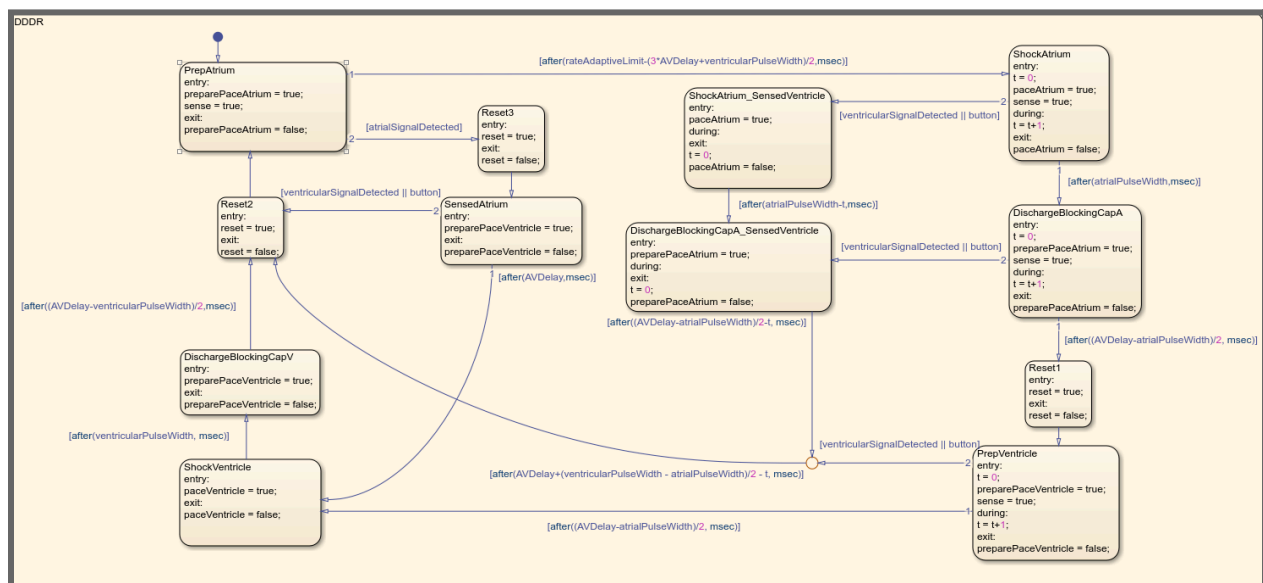 DDDR
PrepAtrium
entry:
preparePaceAtrium = true;
sense = true;
exit:
preparePaceAtrium = false;
1
[after(rateAdaptiveLimit-(3*AVDelay+ventricularPulseWidth)/2,msec)]
2
[atrialSignalDetected]
Reset3
entry:
reset = true;
exit:
reset = false;
ShockAtrium_SensedVentricle
entry:
paceAtrium = true;
during:
exit:
t = 0;
paceAtrium = false;
[ventricularSignalDetected || button]
2
ShockAtrium
entry:
t = 0;
paceAtrium = true;
sense = true;
during:
t = t+1;
exit:
paceAtrium = false;
1
[after(atrialPulseWidth,msec)]
[after(atrialPulseWidth-t,msec)]
Reset2
entry:
reset = true;
exit:
reset = false;
[ventricularSignalDetected || button]
2
SensedAtrium
entry:
preparePaceVentricle = true;
exit:
preparePaceVentricle = false;
1
[after(AVDelay,msec)]
DischargeBlockingCapA_SensedVentricle
entry:
preparePaceAtrium = true;
during:
exit:
t = 0;
preparePaceAtrium = false;
[ventricularSignalDetected || button]
2
DischargeBlockingCapA
entry:
t = 0;
preparePaceAtrium = true;
sense = true;
during:
t = t+1;
exit:
preparePaceAtrium = false;
1
[after((AVDelay-atrialPulseWidth)/2, msec)]
[after((AVDelay-ventricularPulseWidth)/2,msec)]
[after((AVDelay-atrialPulseWidth)/2-t, msec)]
DischargeBlockingCapV
entry:
preparePaceVentricle = true;
exit:
preparePaceVentricle = false;
Reset1
entry:
reset = true;
exit:
reset = false;
[after(ventricularPulseWidth, msec)]
[ventricularSignalDetected || button]
2
[after(AVDelay+(ventricularPulseWidth - atrialPulseWidth)/2 - t, msec)]
ShockVentricle
entry:
paceVentricle = true;
exit:
paceVentricle = false;
PrepVentricle
entry:
t = 0;
preparePaceVentricle = true;
sense = true;
during:
t = t+1;
exit:
preparePaceVentricle = false;
1
[after((AVDelay-atrialPulseWidth)/2, msec)]